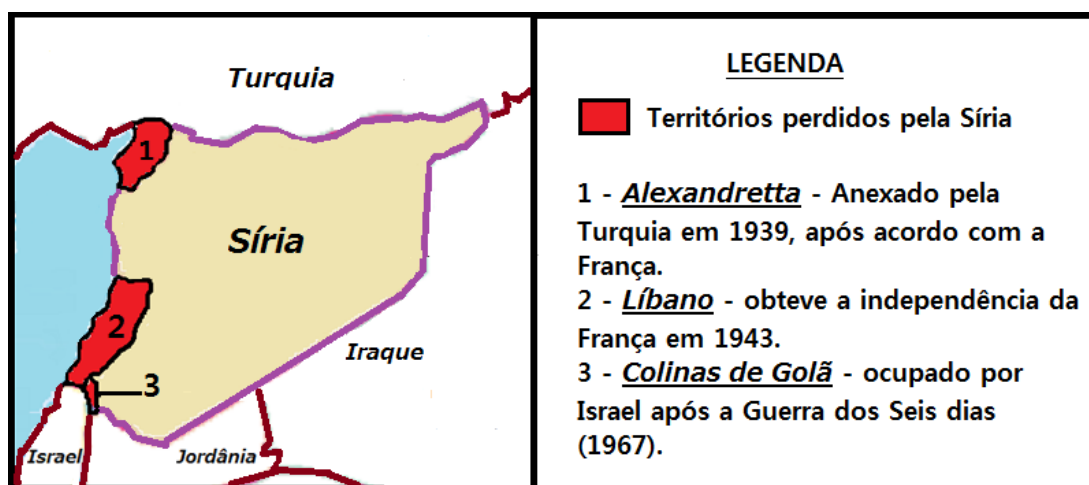 Turquia
1
Síria
2
Iraque
3
Israel
Jordânia
LEGENDA
Territórios perdidos pela Síria
1 - Alexandretta - Anexado pela
Turquia em 1939, após acordo com a
França.
2 - Líbano - obteve a independência da
França em 1943.
3 - Colinas de Golã - ocupado por
Israel após a Guerra dos Seis dias
(1967).